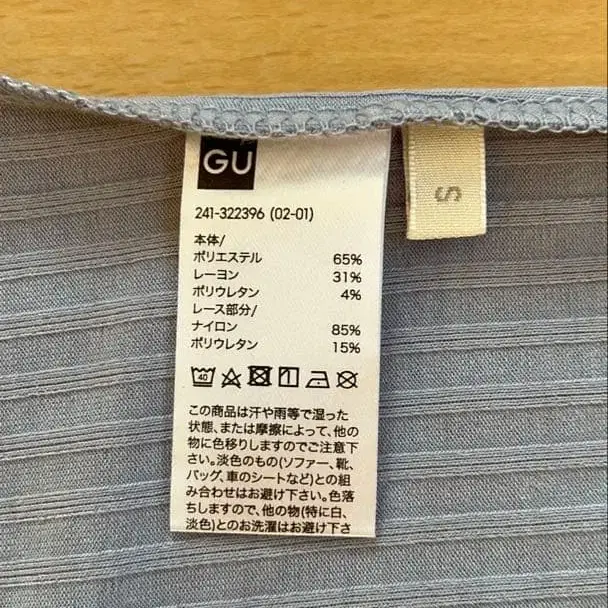 GU
S
241-322396 (02-01)
本体/
ポリエステル 65%
レーヨン 31%
ポリウレタン 4%
レース部分/
ナイロン 85%
ポリウレタン 15%
40
この商品は汗や雨等で湿った
状態、または摩擦によって、他の
物に色移りしますのでご注意下
さい。淡色のもの(ソファー、靴、
バッグ、車のシートなど)との組
み合わせはお避け下さい。色落
ちしますので、他の物(特に白、
淡色)とのお洗濯はお避け下さ